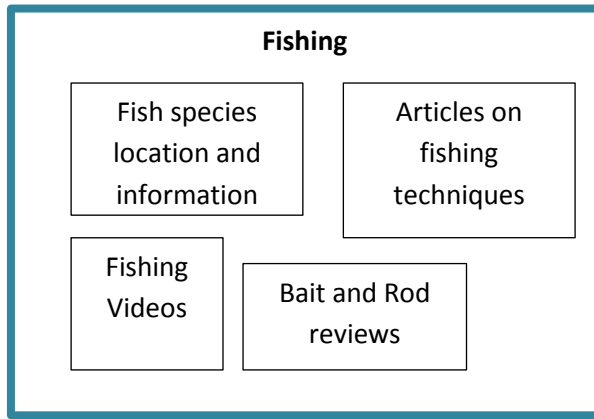 Fishing
Fish species
location and
information
Articles on
fishing
techniques
Fishing
Videos
Bait and Rod
reviews